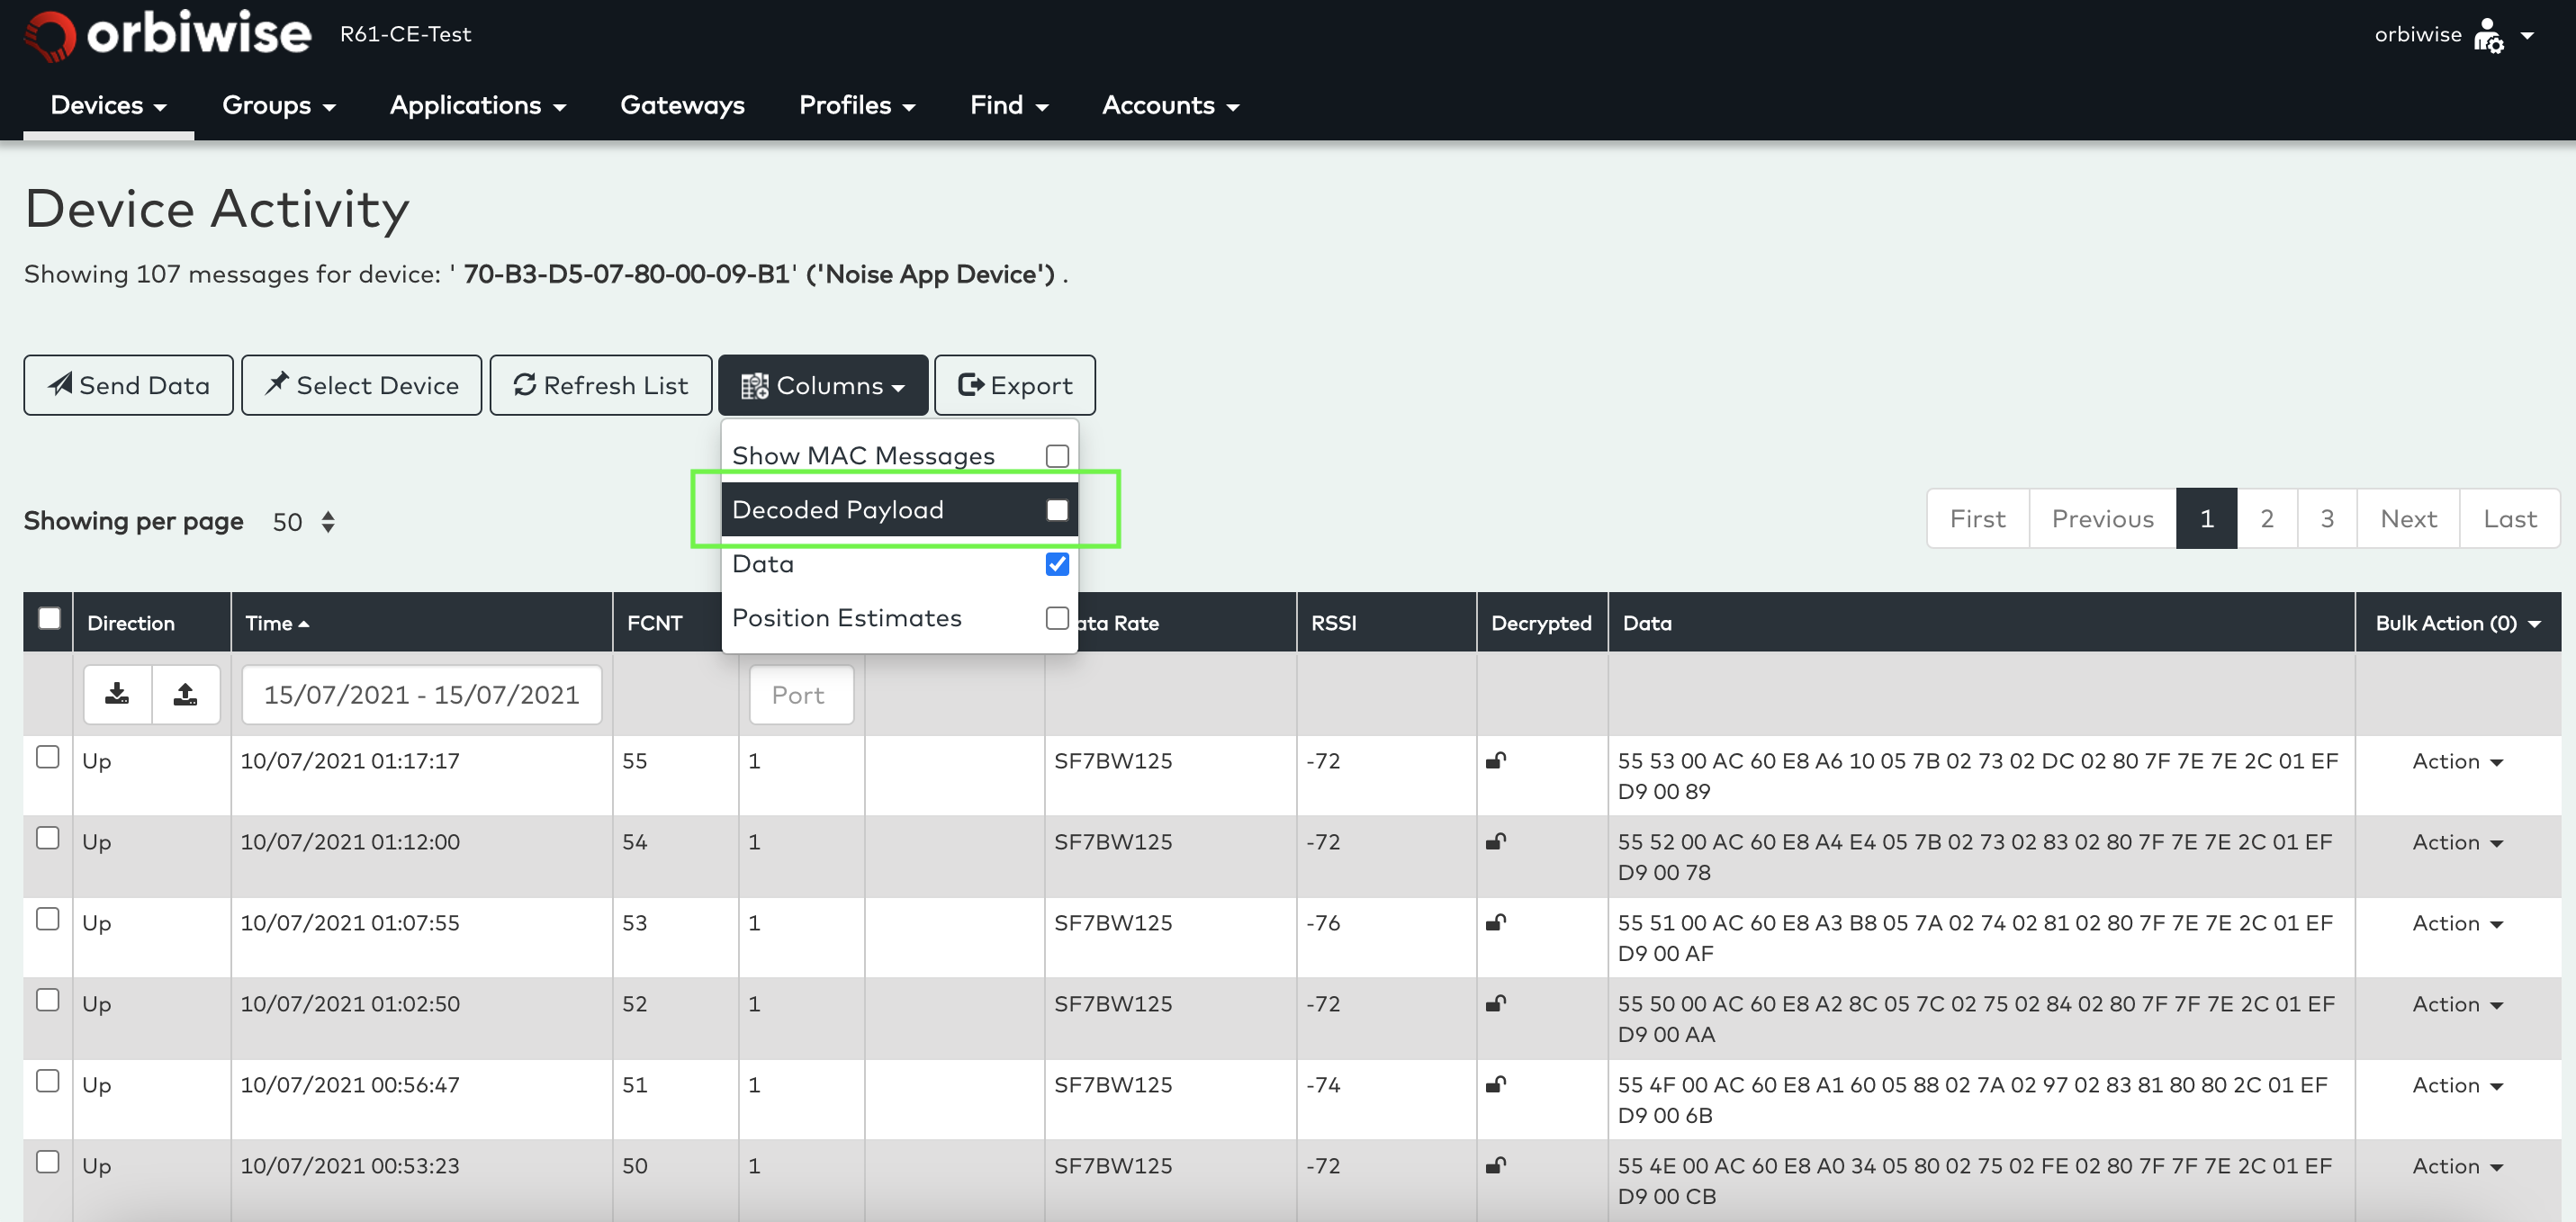 orbiwise R61-CE-Test orbiwise
Devices Groups Applications Gateways Profiles Find Accounts
Device Activity
Showing 107 messages for device: ' 70-B3-D5-07-80-00-09-B1' ('Noise App Device') .
Send Data Select Device Refresh List Columns Export
Show MAC Messages
Decoded Payload
Data
Position Estimates
Showing per page 50
First Previous 1 2 3 Next Last
Direction Time FCNT ata Rate RSSI Decrypted Data Bulk Action (0)
15/07/2021 - 15/07/2021 Port
Up 10/07/2021 01:17:17 55 1 SF7BW125 -72 55 53 00 AC 60 E8 A6 10 05 7B 02 73 02 DC 02 80 7F 7E 7E 2C 01 EF Action
D9 00 89
Up 10/07/2021 01:12:00 54 1 SF7BW125 -72 55 52 00 AC 60 E8 A4 E4 05 7B 02 73 02 83 02 80 7F 7E 7E 2C 01 EF Action
D9 00 78
Up 10/07/2021 01:07:55 53 1 SF7BW125 -76 55 51 00 AC 60 E8 A3 B8 05 7A 02 74 02 81 02 80 7F 7E 7E 2C 01 EF Action
D9 00 AF
Up 10/07/2021 01:02:50 52 1 SF7BW125 -72 55 50 00 AC 60 E8 A2 8C 05 7C 02 75 02 84 02 80 7F 7F 7E 2C 01 EF Action
D9 00 AA
Up 10/07/2021 00:56:47 51 1 SF7BW125 -74 55 4F 00 AC 60 E8 A1 60 05 88 02 7A 02 97 02 83 81 80 80 2C 01 EF Action
D9 00 6B
Up 10/07/2021 00:53:23 50 1 SF7BW125 -72 55 4E 00 AC 60 E8 A0 34 05 80 02 75 02 FE 02 80 7F 7F 7E 2C 01 EF Action
D9 00 CB